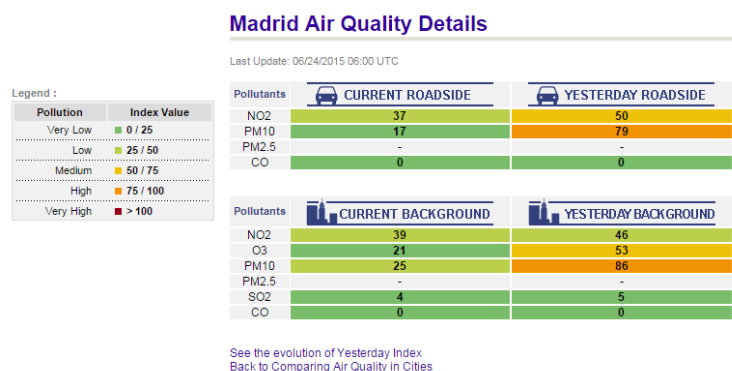 Madrid Air Quality Details
Last Update: 06/24/2015 06:00 UTC
Legend :
Pollution Index Value
Very Low 0 / 25
Low 25 / 50
Medium 50 / 75
High 75 / 100
Very High > 100
Pollutants CURRENT ROADSIDE YESTERDAY ROADSIDE
NO2 37 50
PM10 17 79
PM2.5 - -
CO 0 0
Pollutants CURRENT BACKGROUND YESTERDAY BACKGROUND
NO2 39 46
O3 21 53
PM10 25 86
PM2.5 - -
SO2 4 5
CO 0 0
See the evolution of Yesterday Index
Back to Comparing Air Quality in Cities